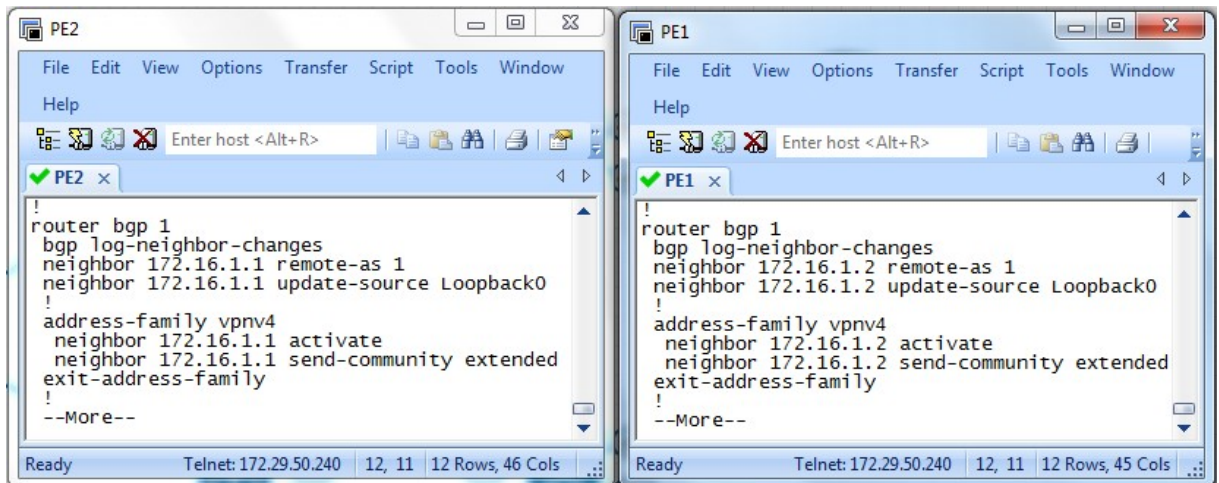 PE2
File Edit View Options Transfer Script Tools Window
Help
Enter host <Alt+R>
PE2 ×
!
router bgp 1
bgp log-neighbor-changes
neighbor 172.16.1.1 remote-as 1
neighbor 172.16.1.1 update-source Loopback0
!
address-family vpnv4
neighbor 172.16.1.1 activate
neighbor 172.16.1.1 send-community extended
exit-address-family
!
--More--
Ready Telnet: 172.29.50.240 12, 11 12 Rows, 46 Cols
PE1
File Edit View Options Transfer Script Tools Window
Help
Enter host <Alt+R>
PE1 ×
!
router bgp 1
bgp log-neighbor-changes
neighbor 172.16.1.2 remote-as 1
neighbor 172.16.1.2 update-source Loopback0
!
address-family vpnv4
neighbor 172.16.1.2 activate
neighbor 172.16.1.2 send-community extended
exit-address-family
!
--More--
Ready Telnet: 172.29.50.240 12, 11 12 Rows, 45 Cols